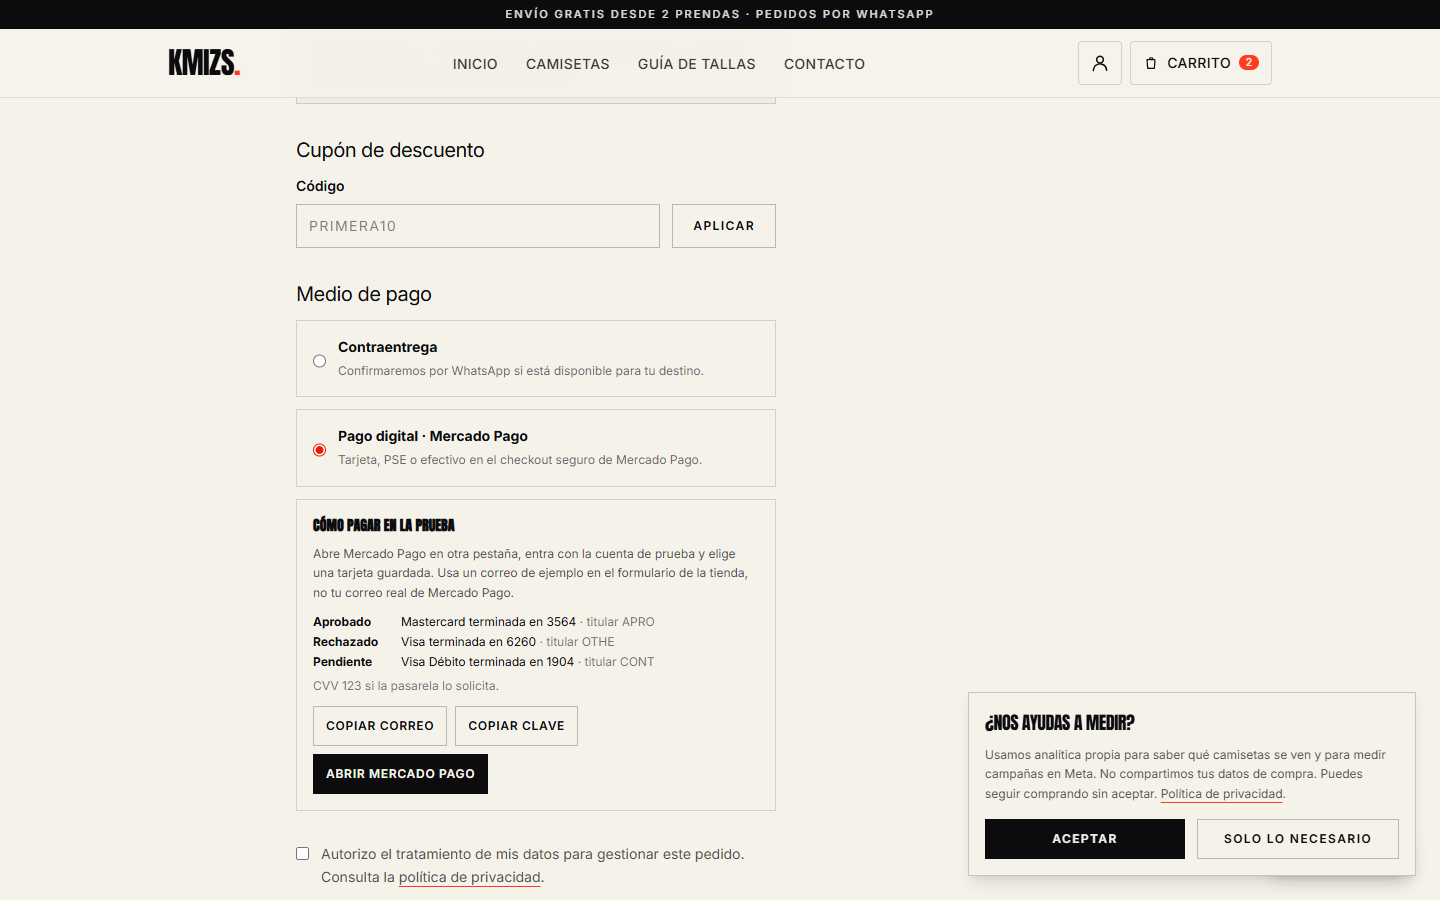 ENVÍO GRATIS DESDE 2 PRENDAS · PEDIDOS POR WHATSAPP
KMIZS.
INICIO
CAMISETAS
GUÍA DE TALLAS
CONTACTO
CARRITO 2
Cupón de descuento
Código
PRIMERA10
APLICAR
Medio de pago
Contraentrega
Confirmaremos por WhatsApp si está disponible para tu destino.
Pago digital · Mercado Pago
Tarjeta, PSE o efectivo en el checkout seguro de Mercado Pago.
CÓMO PAGAR EN LA PRUEBA
Abre Mercado Pago en otra pestaña, entra con la cuenta de prueba y elige
una tarjeta guardada. Usa un correo de ejemplo en el formulario de la tienda,
no tu correo real de Mercado Pago.
Aprobado Mastercard terminada en 3564 · titular APRO
Rechazado Visa terminada en 6260 · titular OTHE
Pendiente Visa Débito terminada en 1904 · titular CONT
CVV 123 si la pasarela lo solicita.
COPIAR CORREO
COPIAR CLAVE
ABRIR MERCADO PAGO
Autorizo el tratamiento de mis datos para gestionar este pedido.
Consulta la política de privacidad.
¿NOS AYUDAS A MEDIR?
Usamos analítica propia para saber qué camisetas se ven y para medir
campañas en Meta. No compartimos tus datos de compra. Puedes
seguir comprando sin aceptar. Política de privacidad.
ACEPTAR
SOLO LO NECESARIO